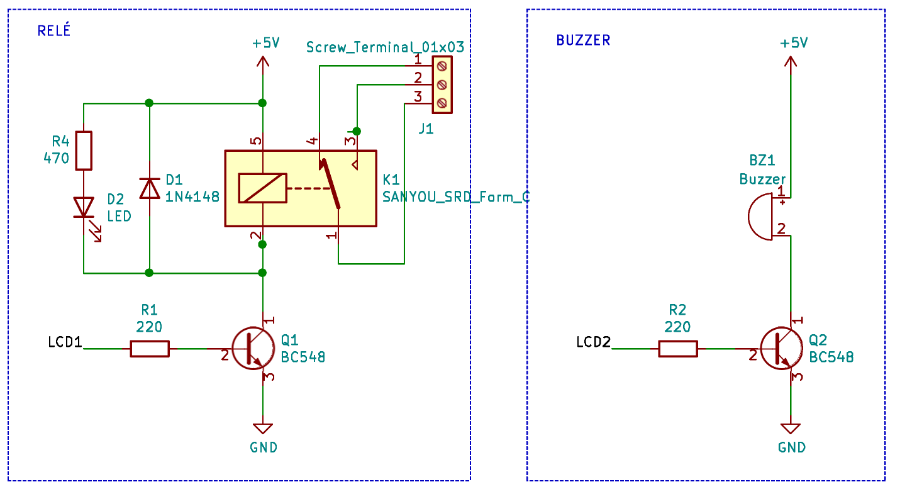 RELÉ
+5V
Screw_Terminal_01x03
1
2
3
J1
R4
470
D2
LED
D1
1N4148
5
4
3
K1
SANYOU_SRD_Form_C
2
1
LCD1
R1
220
1
2
3
Q1
BC548
GND
BUZZER
+5V
BZ1
Buzzer
1
+
2
LCD2
R2
220
1
2
3
Q2
BC548
GND